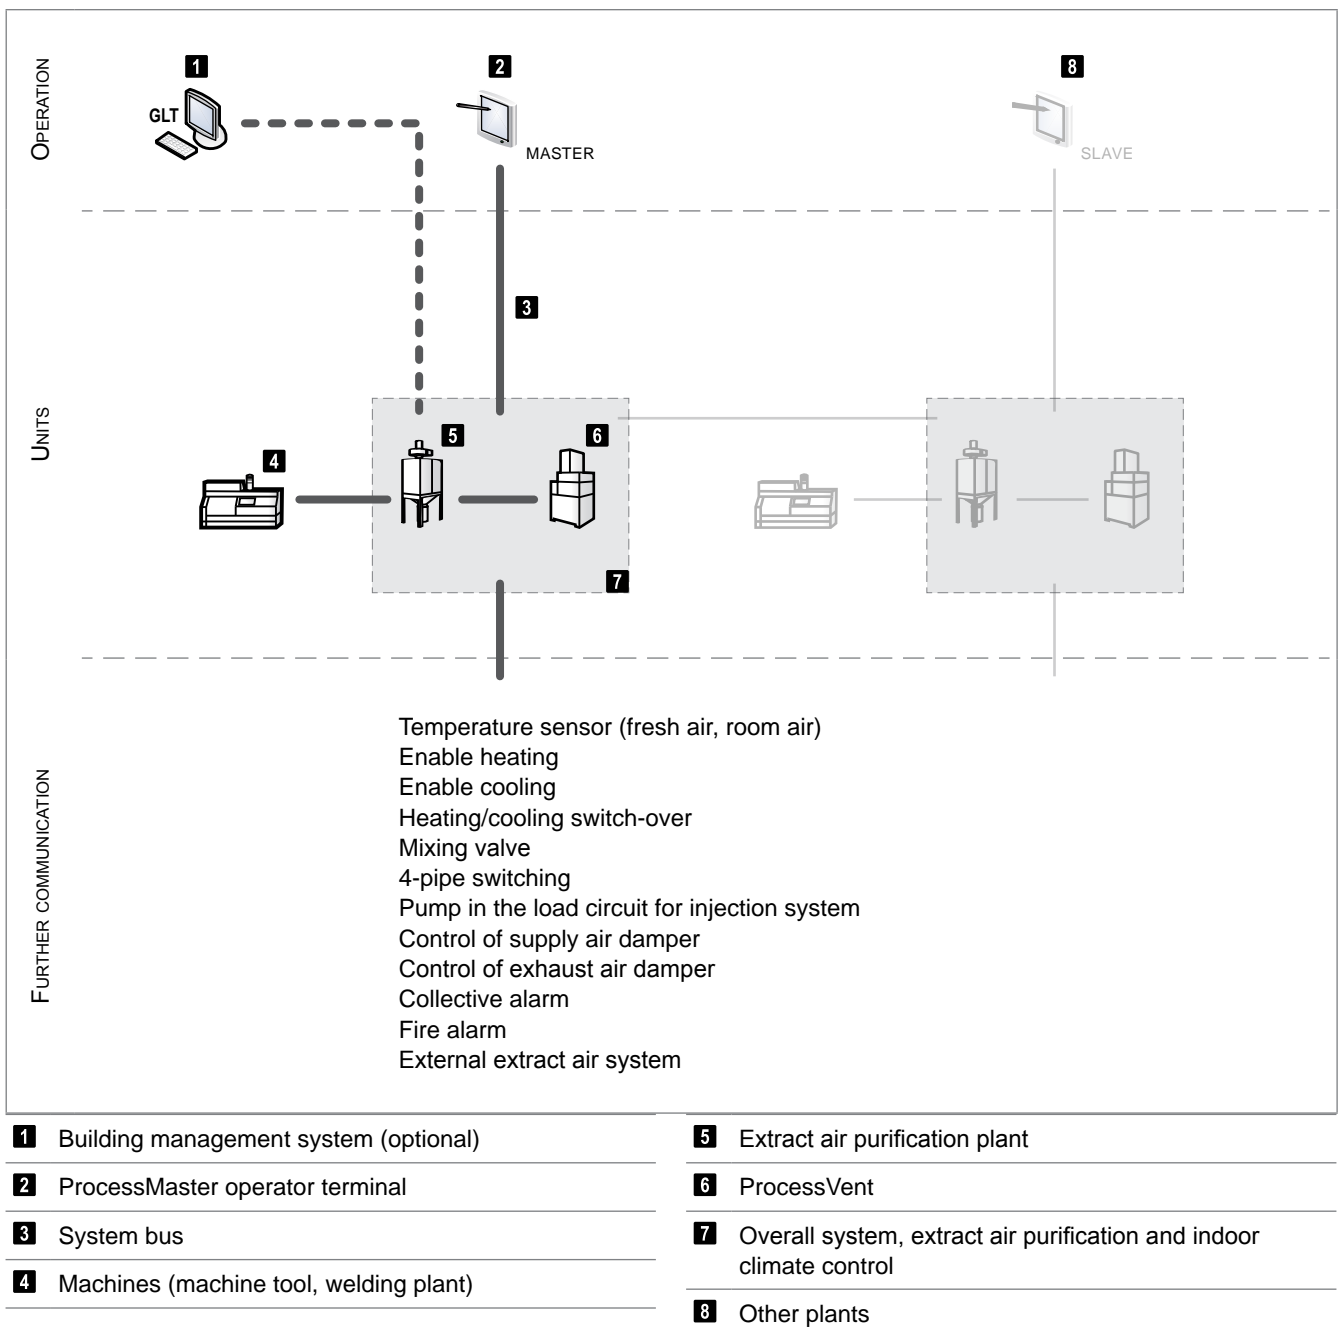 OPERATION
1
2
8
GLT
MASTER
SLAVE
3
UNITS
5
6
4
7
FURTHER COMMUNICATION
Temperature sensor (fresh air, room air)
Enable heating
Enable cooling
Heating/cooling switch-over
Mixing valve
4-pipe switching
Pump in the load circuit for injection system
Control of supply air damper
Control of exhaust air damper
Collective alarm
Fire alarm
External extract air system
1 Building management system (optional)
2 ProcessMaster operator terminal
3 System bus
4 Machines (machine tool, welding plant)
5 Extract air purification plant
6 ProcessVent
7 Overall system, extract air purification and indoor
climate control
8 Other plants